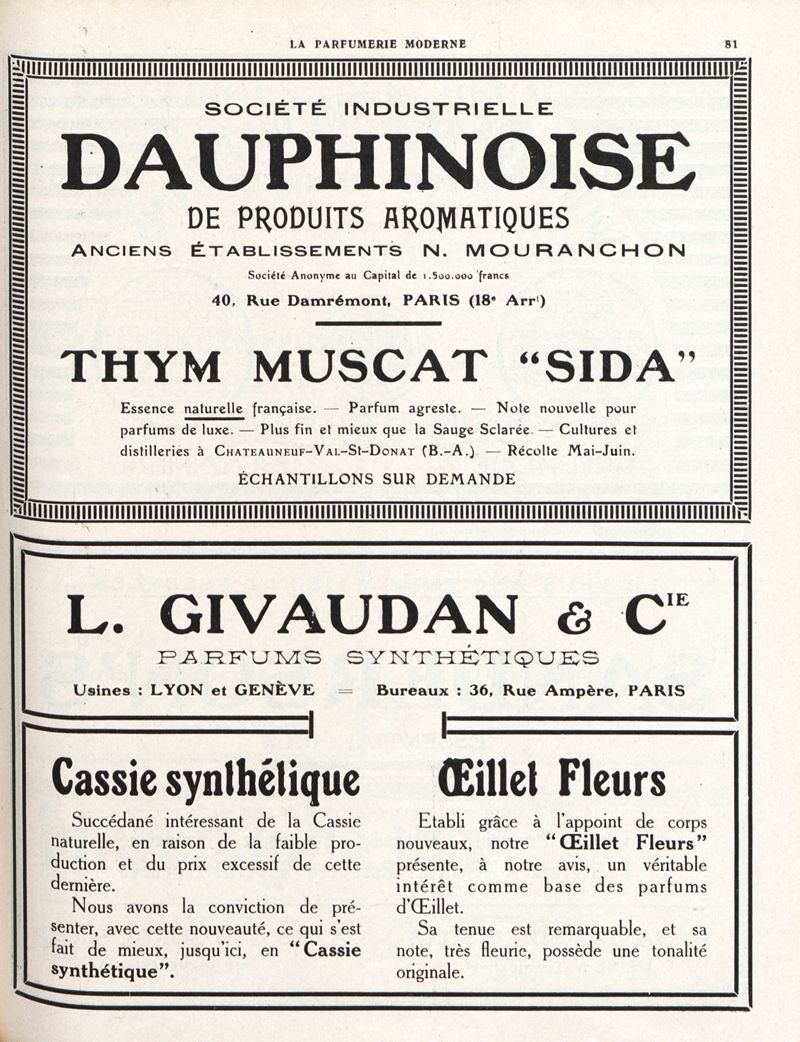 LA PARFUMERIE MODERNE 81
SOCIÉTÉ INDUSTRIELLE
DAUPHINOISE
DE PRODUITS AROMATIQUES
ANCIENS ÉTABLISSEMENTS N. MOURANCHON
Société Anonyme au Capital de 1.500.000 francs
40, Rue Damrémont, PARIS (18e Arrt)
THYM MUSCAT “SIDA”
Essence naturelle française. — Parfum agreste. — Note nouvelle pour
parfums de luxe. — Plus fin et mieux que la Sauge Sclarée. — Cultures et
distilleries à CHATEAUNEUF-VAL-St-DONAT (B.-A.) — Récolte Mai-Juin.
ÉCHANTILLONS SUR DEMANDE
L. GIVAUDAN & CIE
PARFUMS SYNTHÉTIQUES
Usines : LYON et GENÈVE = Bureaux : 36, Rue Ampère, PARIS
Cassie synthétique
Succédané intéressant de la Cassie
naturelle, en raison de la faible pro-
duction et du prix excessif de cette
dernière.
Nous avons la conviction de pré-
senter, avec cette nouveauté, ce qui s'est
fait de mieux, jusqu'ici, en “Cassie
synthétique”.
Œillet Fleurs
Etabli grâce à l'appoint de corps
nouveaux, notre “Œillet Fleurs”
présente, à notre avis, un véritable
intérêt comme base des parfums
d'Œillet.
Sa tenue est remarquable, et sa
note, très fleurie, possède une tonalité
originale.